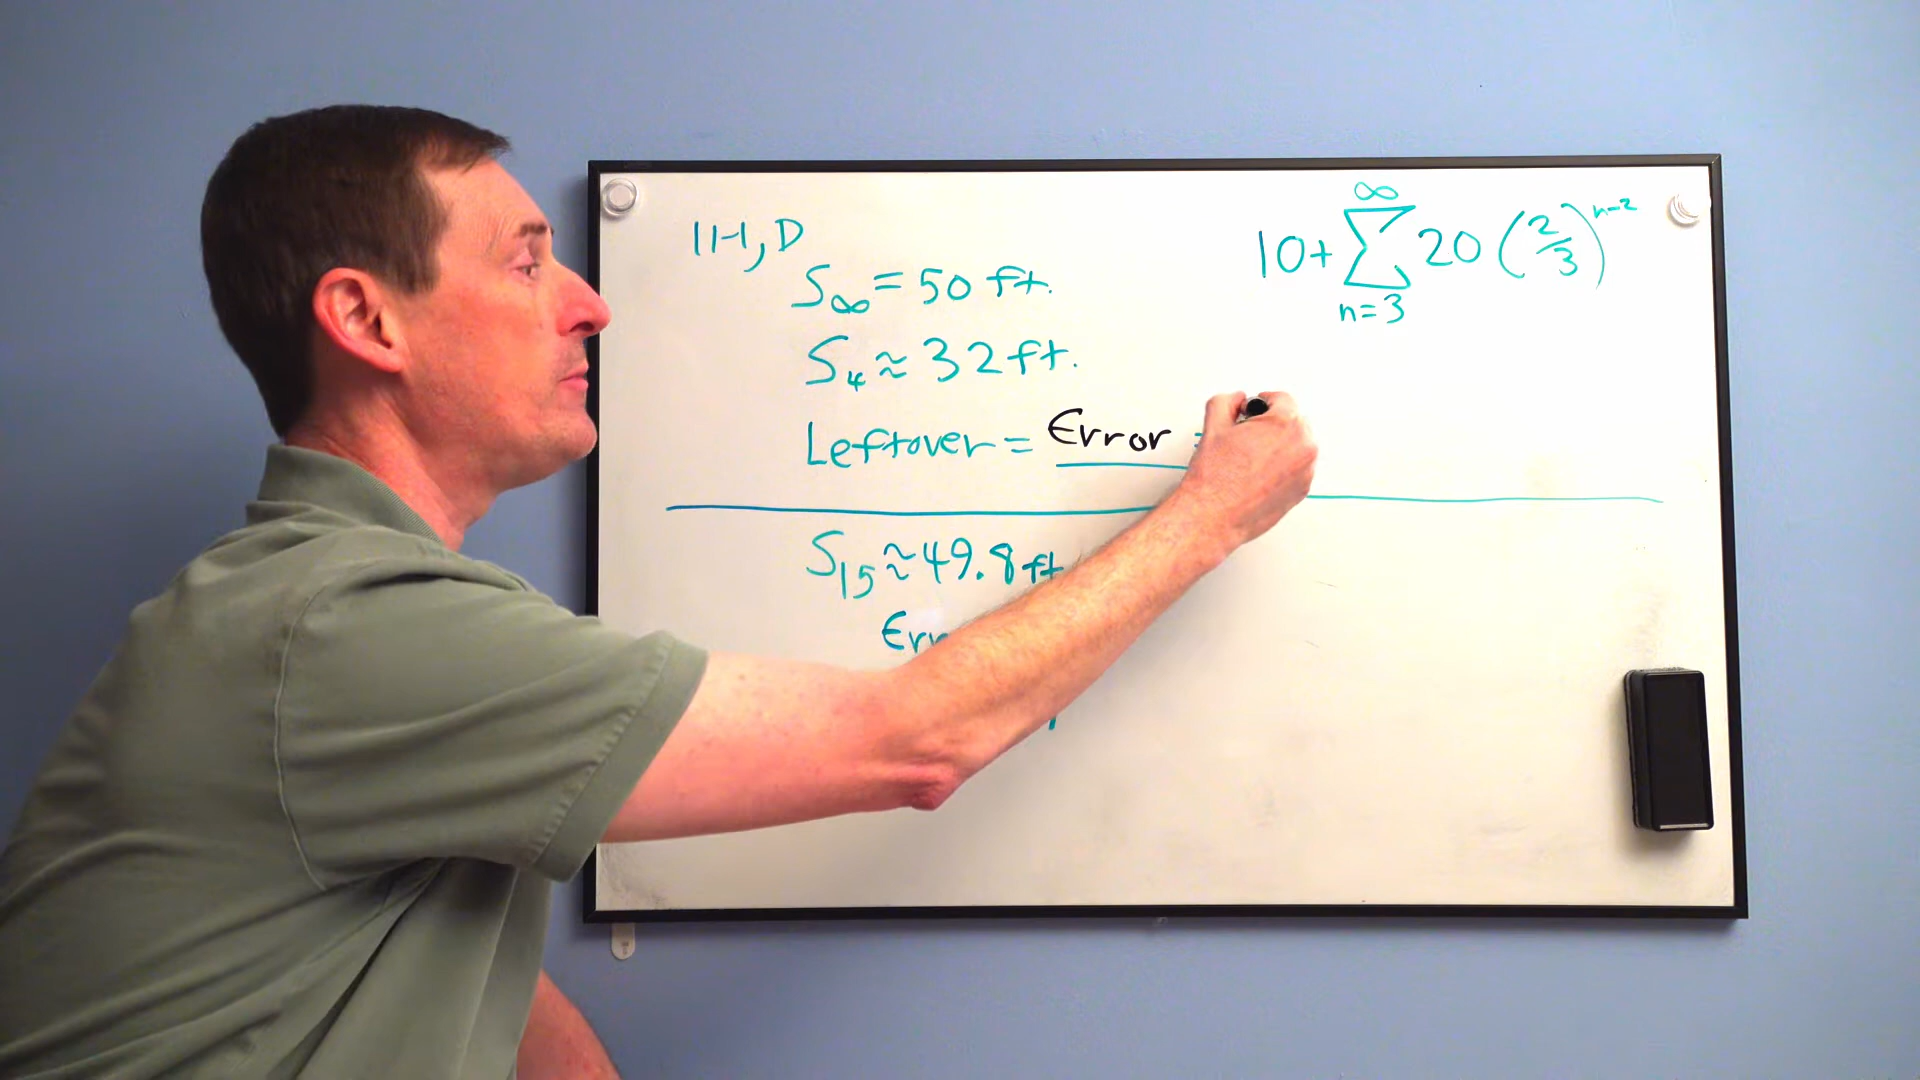 11-1, D
10 + ∞ Σ n=3 20 (2/3)^n-2
S∞ = 50 ft.
S4 ≈ 32 ft.
Leftover = Error =
S15 ≈ 49.8 ft